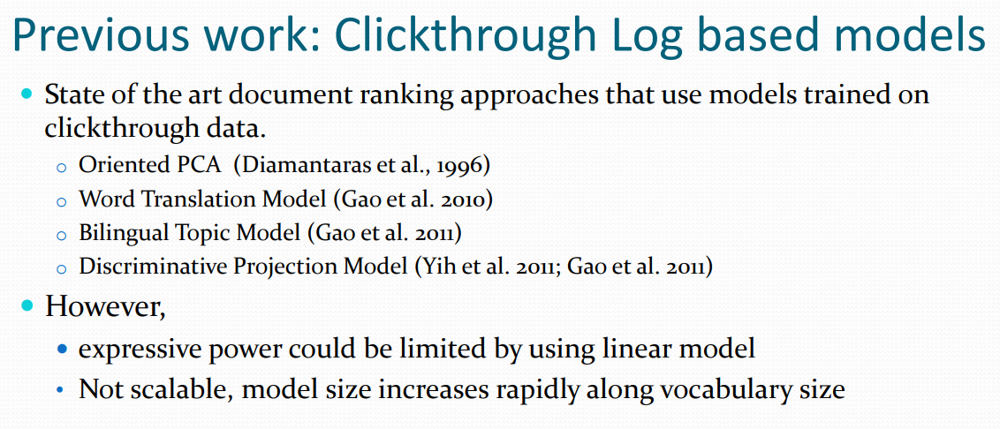 Previous work: Clickthrough Log based models
State of the art document ranking approaches that use models trained on
clickthrough data.
Oriented PCA (Diamantaras et al., 1996)
Word Translation Model (Gao et al. 2010)
Bilingual Topic Model (Gao et al. 2011)
Discriminative Projection Model (Yih et al. 2011; Gao et al. 2011)
However,
expressive power could be limited by using linear model
Not scalable, model size increases rapidly along vocabulary size